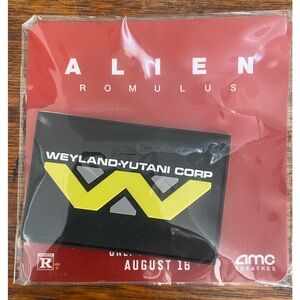 ALIEN
ROMULUS
WEYLAND-YUTANI CORP
AUGUST 16
R
amc
THEATRES